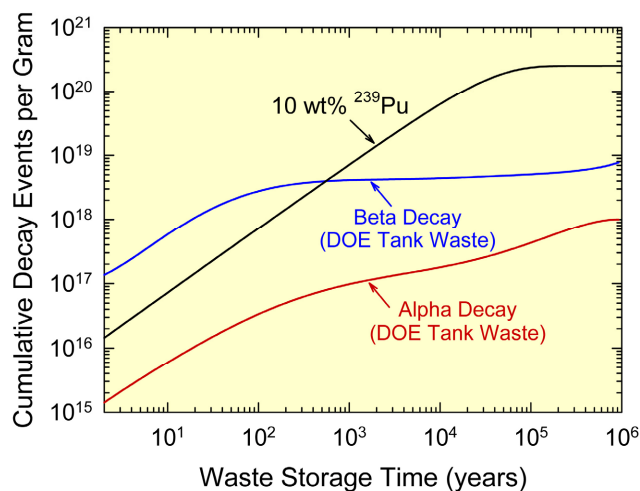 Cumulative Decay Events per Gram
10²¹
10²⁰
10¹⁹
10¹⁸
10¹⁷
10¹⁶
10¹⁵
10 wt% ²³⁹Pu
Beta Decay
(DOE Tank Waste)
Alpha Decay
(DOE Tank Waste)
10¹ 10² 10³ 10⁴ 10⁵ 10⁶
Waste Storage Time (years)